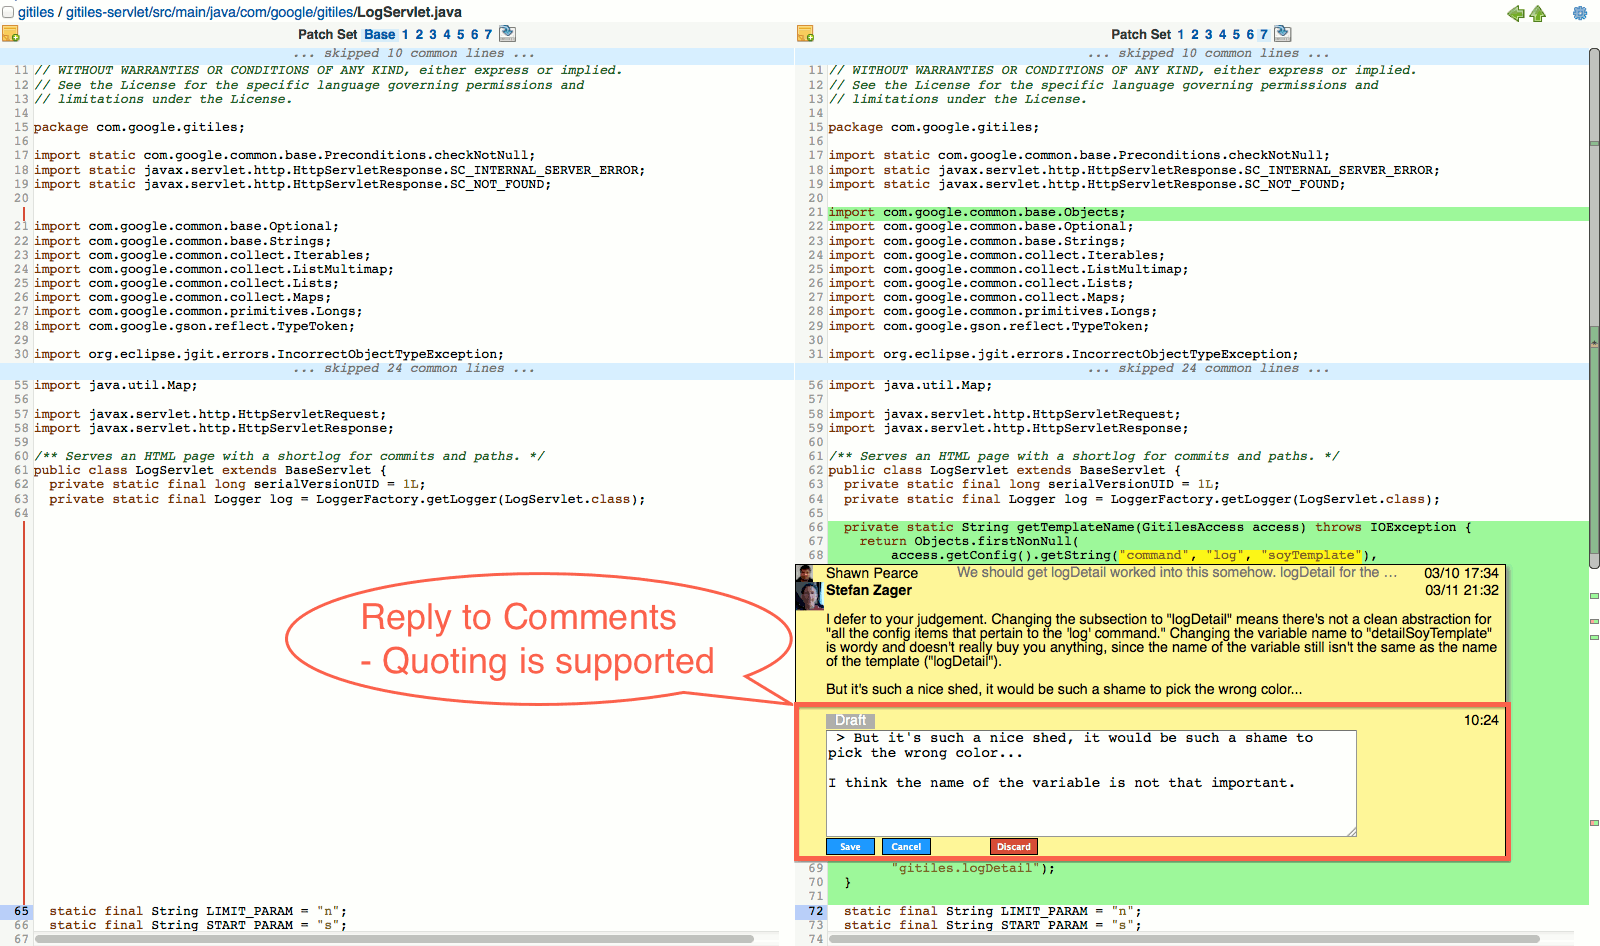 gitiles / gitiles-servlet/src/main/java/com/google/gitiles/LogServlet.java
Patch Set Base 1 2 3 4 5 6 7
... skipped 10 common lines ...
11 // WITHOUT WARRANTIES OR CONDITIONS OF ANY KIND, either express or implied.
12 // See the License for the specific language governing permissions and
13 // limitations under the License.
14
15 package com.google.gitiles;
16
17 import static com.google.common.base.Preconditions.checkNotNull;
18 import static javax.servlet.http.HttpServletResponse.SC_INTERNAL_SERVER_ERROR;
19 import static javax.servlet.http.HttpServletResponse.SC_NOT_FOUND;
20
21 import com.google.common.base.Optional;
22 import com.google.common.base.Strings;
23 import com.google.common.collect.Iterables;
24 import com.google.common.collect.ListMultimap;
25 import com.google.common.collect.Lists;
26 import com.google.common.collect.Maps;
27 import com.google.common.primitives.Longs;
28 import com.google.gson.reflect.TypeToken;
29
30 import org.eclipse.jgit.errors.IncorrectObjectTypeException;
... skipped 24 common lines ...
55 import java.util.Map;
56
57 import javax.servlet.http.HttpServletRequest;
58 import javax.servlet.http.HttpServletResponse;
59
60 /** Serves an HTML page with a shortlog for commits and paths. */
61 public class LogServlet extends BaseServlet {
62 private static final long serialVersionUID = 1L;
63 private static final Logger log = LoggerFactory.getLogger(LogServlet.class);
64
Reply to Comments
- Quoting is supported
65 static final String LIMIT_PARAM = "n";
66 static final String START_PARAM = "s";
67
Patch Set 1 2 3 4 5 6 7
... skipped 10 common lines ...
11 // WITHOUT WARRANTIES OR CONDITIONS OF ANY KIND, either express or implied.
12 // See the License for the specific language governing permissions and
13 // limitations under the License.
14
15 package com.google.gitiles;
16
17 import static com.google.common.base.Preconditions.checkNotNull;
18 import static javax.servlet.http.HttpServletResponse.SC_INTERNAL_SERVER_ERROR;
19 import static javax.servlet.http.HttpServletResponse.SC_NOT_FOUND;
20
21 import com.google.common.base.Objects;
22 import com.google.common.base.Optional;
23 import com.google.common.base.Strings;
24 import com.google.common.collect.Iterables;
25 import com.google.common.collect.ListMultimap;
26 import com.google.common.collect.Lists;
27 import com.google.common.collect.Maps;
28 import com.google.common.primitives.Longs;
29 import com.google.gson.reflect.TypeToken;
30
31 import org.eclipse.jgit.errors.IncorrectObjectTypeException;
... skipped 24 common lines ...
56 import java.util.Map;
57
58 import javax.servlet.http.HttpServletRequest;
59 import javax.servlet.http.HttpServletResponse;
60
61 /** Serves an HTML page with a shortlog for commits and paths. */
62 public class LogServlet extends BaseServlet {
63 private static final long serialVersionUID = 1L;
64 private static final Logger log = LoggerFactory.getLogger(LogServlet.class);
65
66 private static String getTemplateName(GitilesAccess access) throws IOException {
67 return Objects.firstNonNull(
68 access.getConfig().getString("command", "log", "soyTemplate"),
Shawn Pearce We should get logDetail worked into this somehow. logDetail for the ... 03/10 17:34
Stefan Zager 03/11 21:32
I defer to your judgement. Changing the subsection to "logDetail" means there's not a clean abstraction for
"all the config items that pertain to the 'log' command." Changing the variable name to "detailSoyTemplate"
is wordy and doesn't really buy you anything, since the name of the variable still isn't the same as the name
of the template ("logDetail").
But it's such a nice shed, it would be such a shame to pick the wrong color...
Draft 10:24
> But it's such a nice shed, it would be such a shame to
pick the wrong color...
I think the name of the variable is not that important.
Save Cancel Discard
69 "gitiles.logDetail");
70 }
71
72 static final String LIMIT_PARAM = "n";
73 static final String START_PARAM = "s";
74